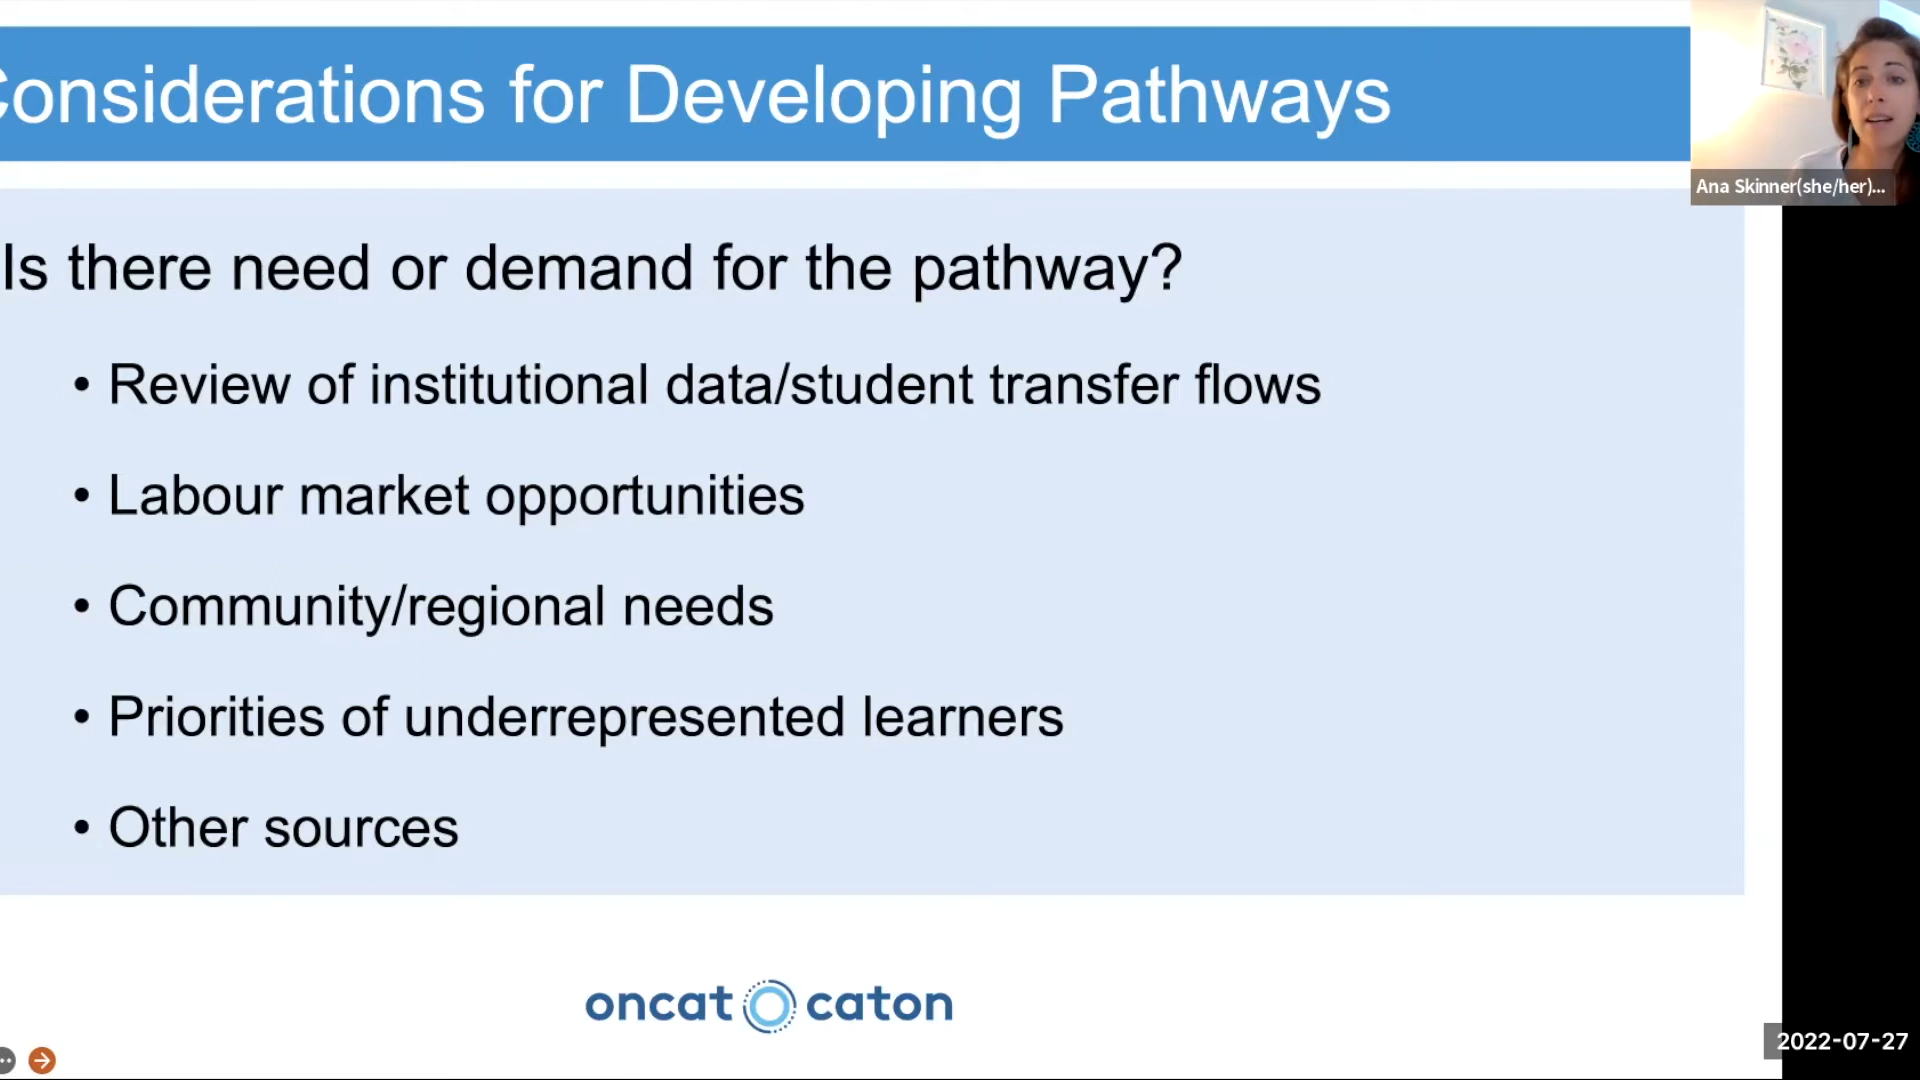 Considerations for Developing Pathways
Ana Skinner(she/her)...
Is there need or demand for the pathway?
• Review of institutional data/student transfer flows
• Labour market opportunities
• Community/regional needs
• Priorities of underrepresented learners
• Other sources
oncat caton
2022-07-27